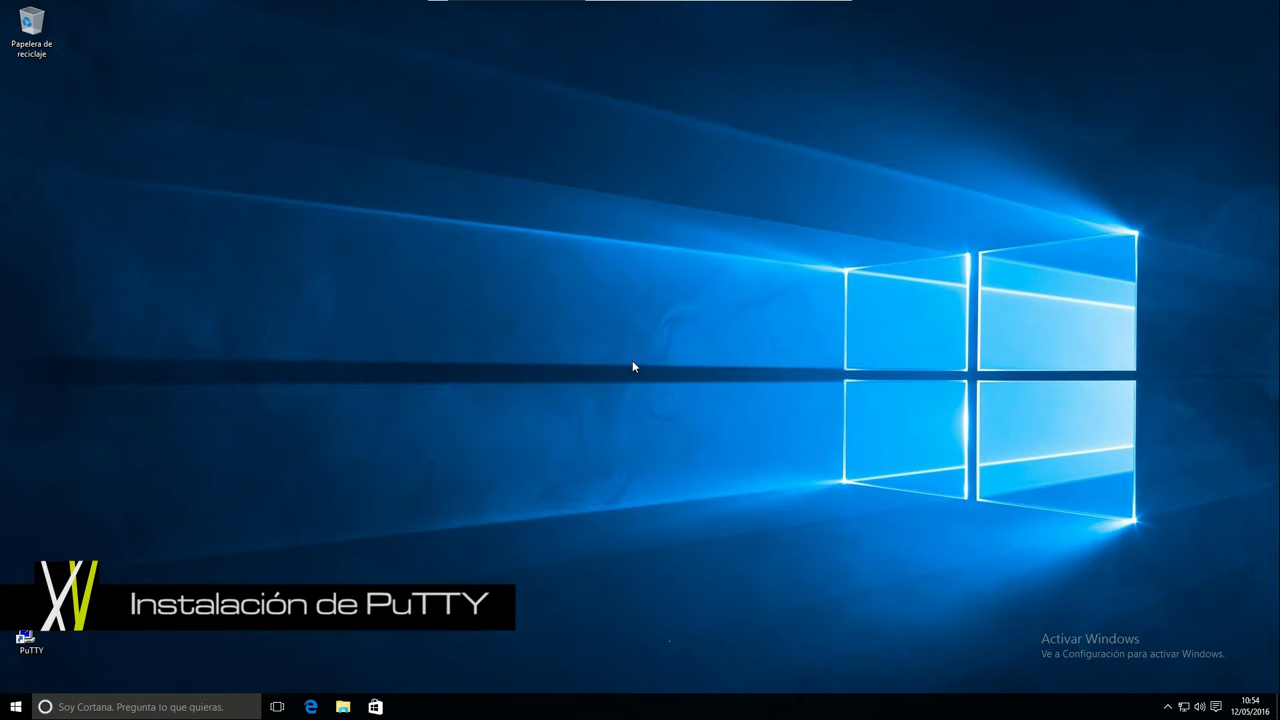 Papelera de
reciclaje
XV
Instalación de PuTTY
PuTTY
Activar Windows
Ve a Configuración para activar Windows.
Soy Cortana. Pregunta lo que quieras.
10:54
12/05/2016